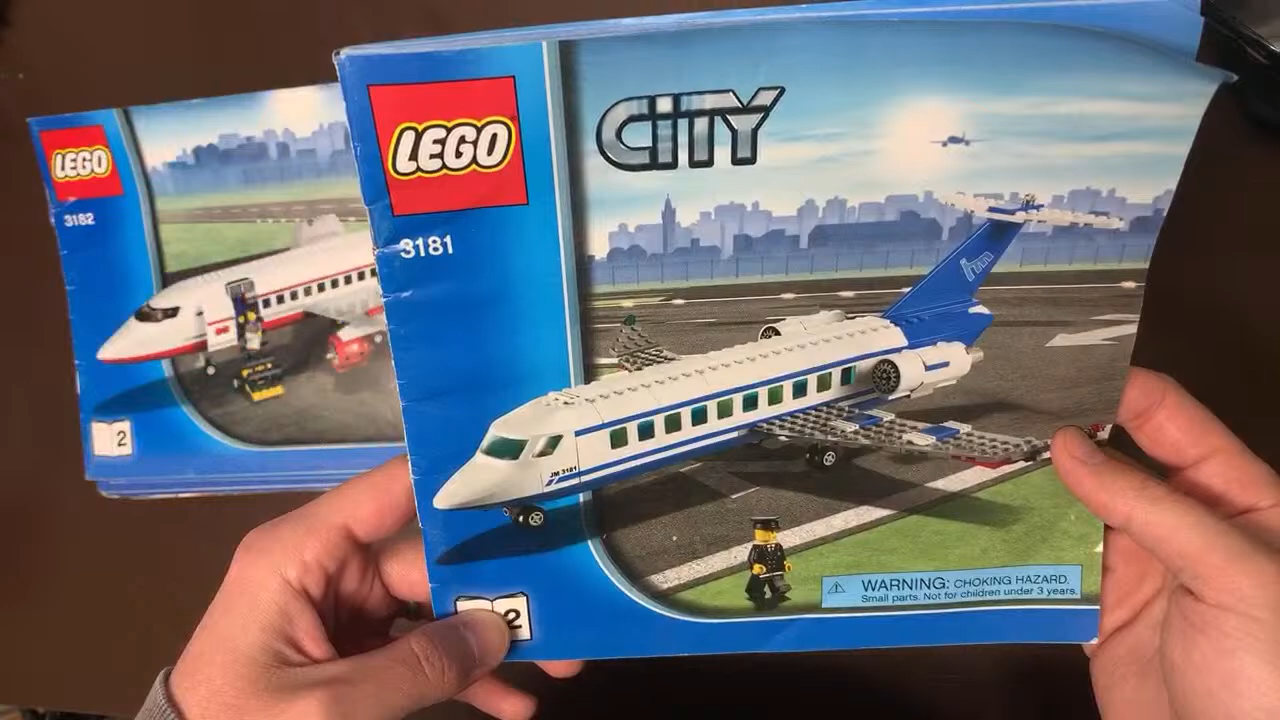 LEGO
3182
2
LEGO
CITY
3181
JM 3181
2
WARNING: CHOKING HAZARD.
Small parts. Not for children under 3 years.